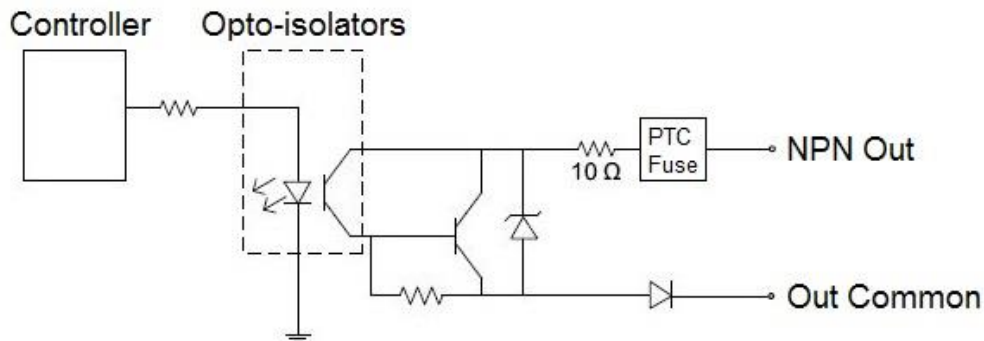 Controller
Opto-isolators
PTC
Fuse
10 Ω
NPN Out
Out Common